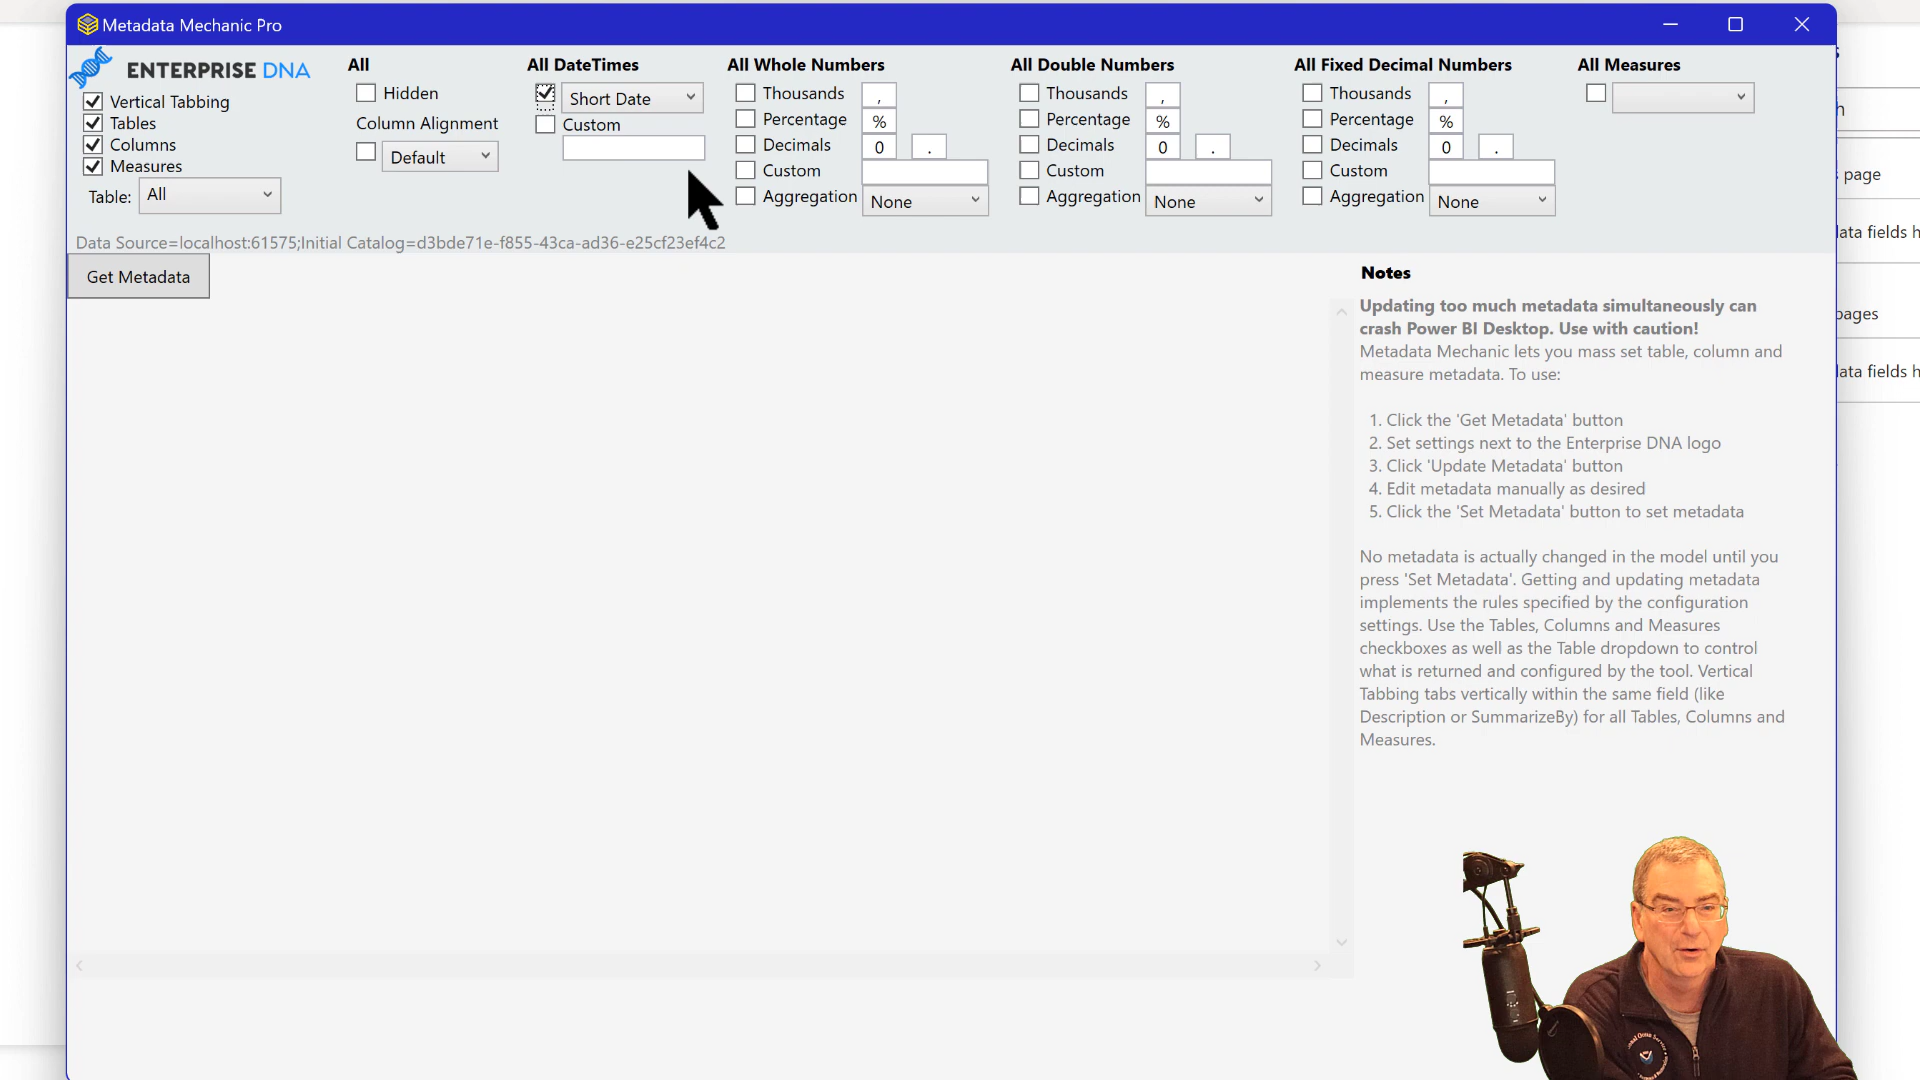 Metadata Mechanic Pro
ENTERPRISE DNA
Vertical Tabbing
Tables
Columns
Measures
Table: All
All
Hidden
Column Alignment
Default
All DateTimes
Short Date
Custom
All Whole Numbers
Thousands ,
Percentage %
Decimals 0 .
Custom
Aggregation None
All Double Numbers
Thousands ,
Percentage %
Decimals 0 .
Custom
Aggregation None
All Fixed Decimal Numbers
Thousands ,
Percentage %
Decimals 0 .
Custom
Aggregation None
All Measures
Data Source=localhost:61575;Initial Catalog=d3bde71e-f855-43ca-ad36-e25cf23ef4c2
Get Metadata
Notes
Updating too much metadata simultaneously can
crash Power BI Desktop. Use with caution!
Metadata Mechanic lets you mass set table, column and
measure metadata. To use:
1. Click the 'Get Metadata' button
2. Set settings next to the Enterprise DNA logo
3. Click 'Update Metadata' button
4. Edit metadata manually as desired
5. Click the 'Set Metadata' button to set metadata
No metadata is actually changed in the model until you
press 'Set Metadata'. Getting and updating metadata
implements the rules specified by the configuration
settings. Use the Tables, Columns and Measures
checkboxes as well as the Table dropdown to control
what is returned and configured by the tool. Vertical
Tabbing tabs vertically within the same field (like
Description or SummarizeBy) for all Tables, Columns and
Measures.
page
ata fields h
pages
ata fields h